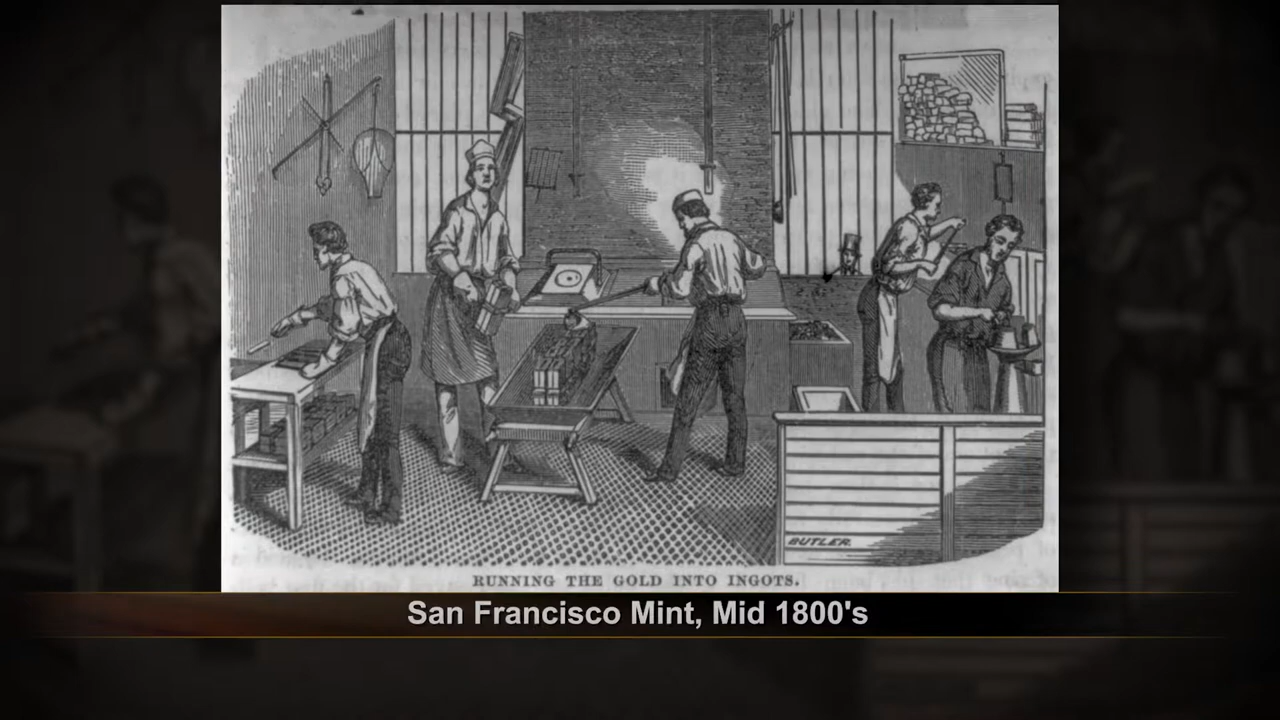 BUTLER.
RUNNING THE GOLD INTO INGOTS.
San Francisco Mint, Mid 1800's